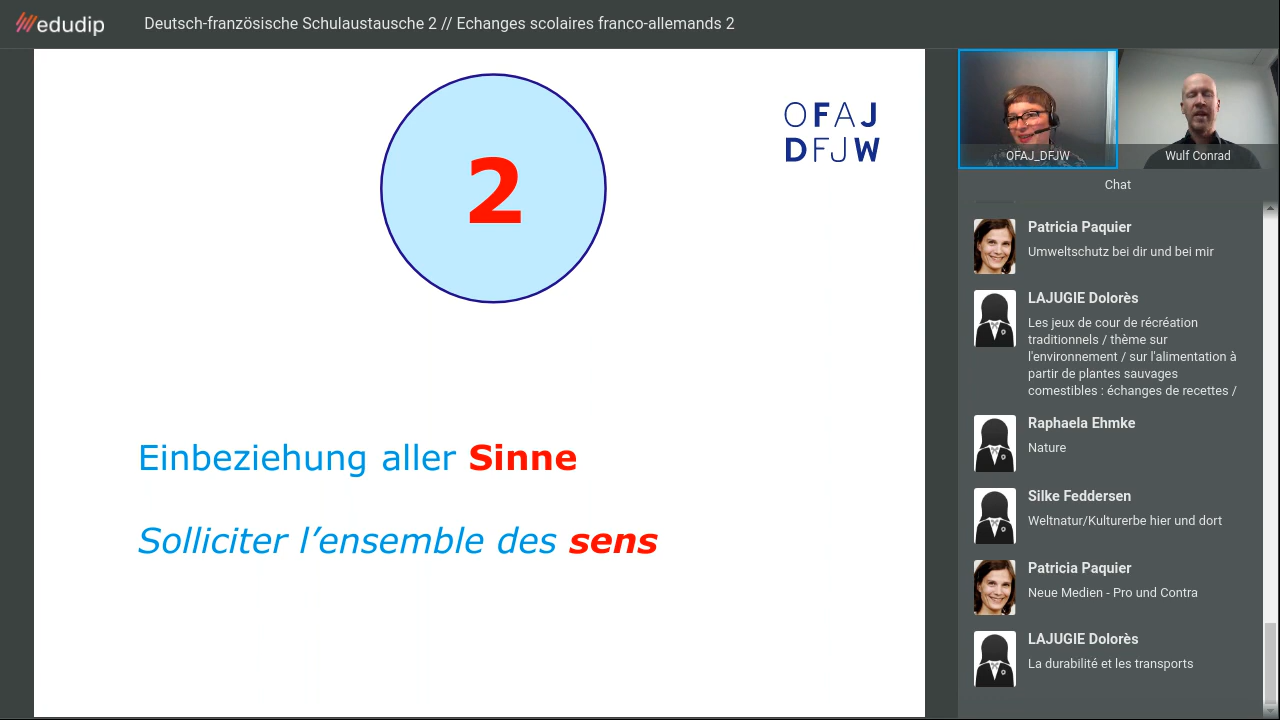 edudip
Deutsch-französische Schulaustausche 2 // Echanges scolaires franco-allemands 2
2
OFAJ
DFJW
Einbeziehung aller Sinne
Solliciter l’ensemble des sens
OFAJ_DFJW
Wulf Conrad
Chat
Patricia Paquier
Umweltschutz bei dir und bei mir
LAJUGIE Dolorès
Les jeux de cour de récréation
traditionnels / thème sur
l'environnement / sur l'alimentation à
partir de plantes sauvages
comestibles : échanges de recettes /
Raphaela Ehmke
Nature
Silke Feddersen
Weltnatur/Kulturerbe hier und dort
Patricia Paquier
Neue Medien - Pro und Contra
LAJUGIE Dolorès
La durabilité et les transports